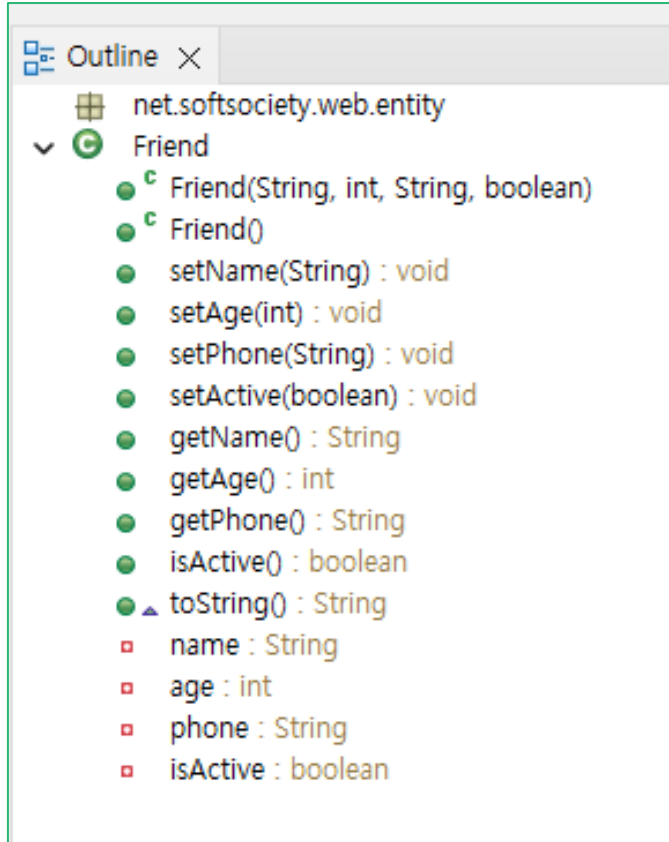 Outline
net.softsociety.web.entity
Friend
Friend(String, int, String, boolean)
Friend()
setName(String) : void
setAge(int) : void
setPhone(String) : void
setActive(boolean) : void
getName() : String
getAge() : int
getPhone() : String
isActive() : boolean
toString() : String
name : String
age : int
phone : String
isActive : boolean